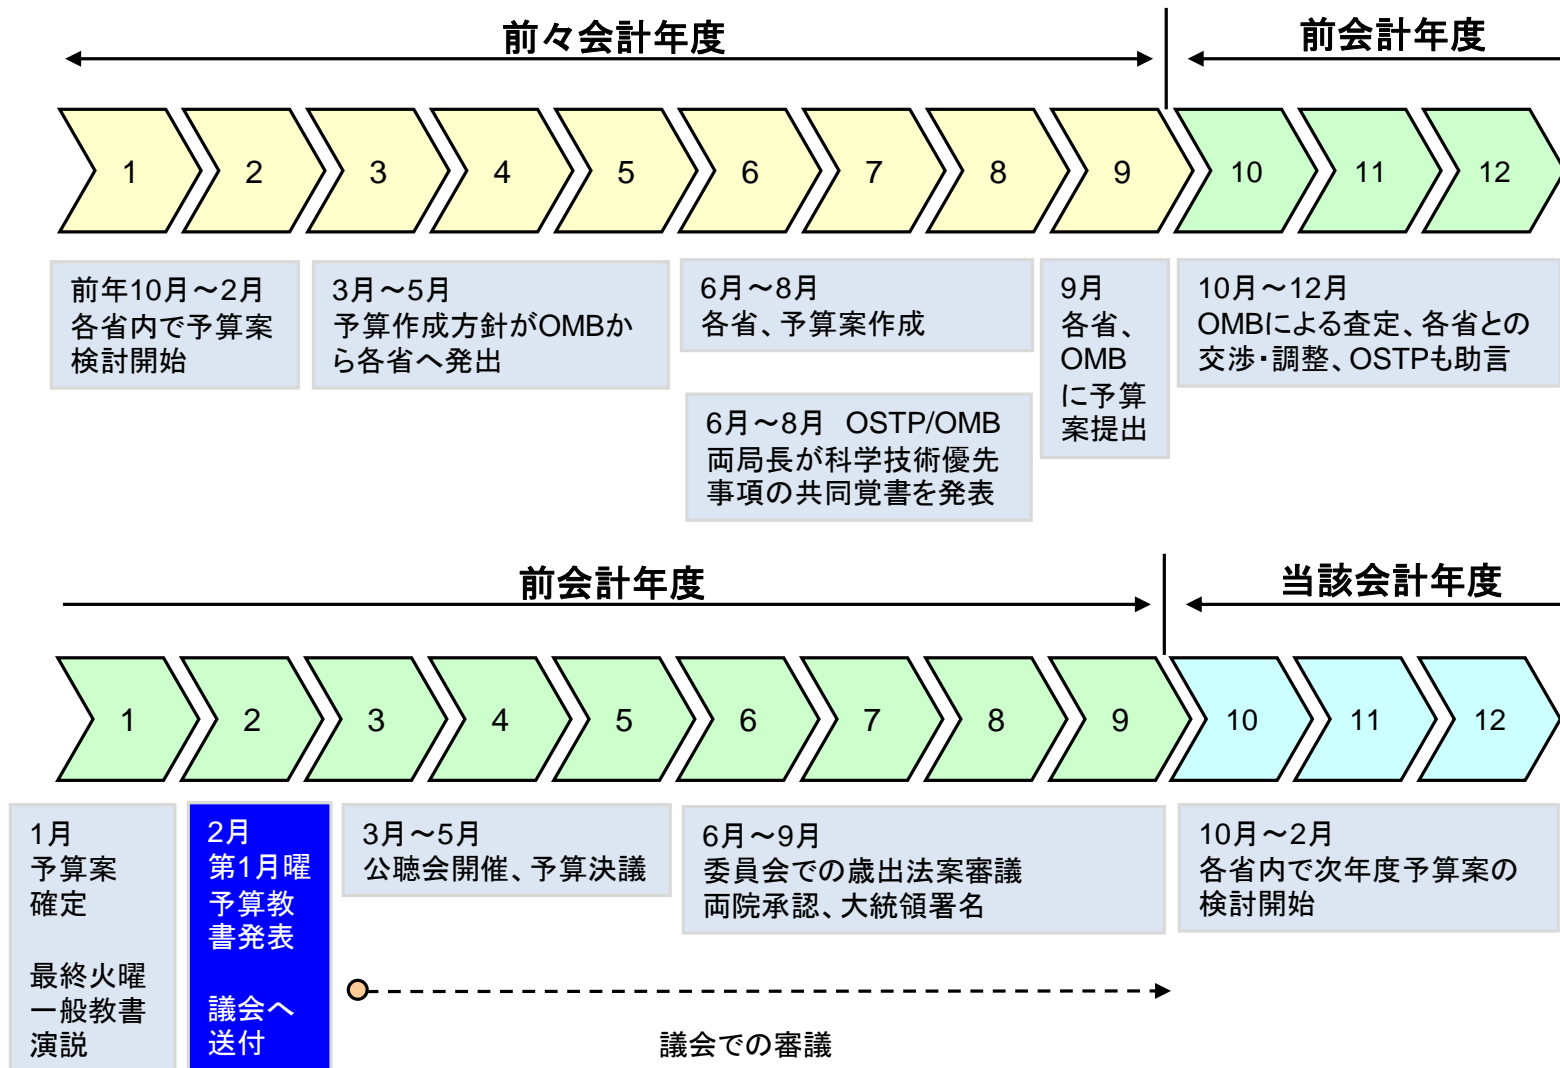 前々会計年度
前会計年度
1
2
3
4
5
6
7
8
9
10
11
12
前年10月～2月
各省内で予算案
検討開始
3月～5月
予算作成方針がOMBか
ら各省へ発出
6月～8月
各省、予算案作成
6月～8月　OSTP/OMB
両局長が科学技術優先
事項の共同覚書を発表
9月
各省、
OMB
に予算
案提出
10月～12月
OMBによる査定、各省との
交渉・調整、OSTPも助言
前会計年度
当該会計年度
1
2
3
4
5
6
7
8
9
10
11
12
1月
予算案
確定
最終火曜
一般教書
演説
2月
第1月曜
予算教
書発表
議会へ
送付
3月～5月
公聴会開催、予算決議
6月～9月
委員会での歳出法案審議
両院承認、大統領署名
10月～2月
各省内で次年度予算案の
検討開始
議会での審議